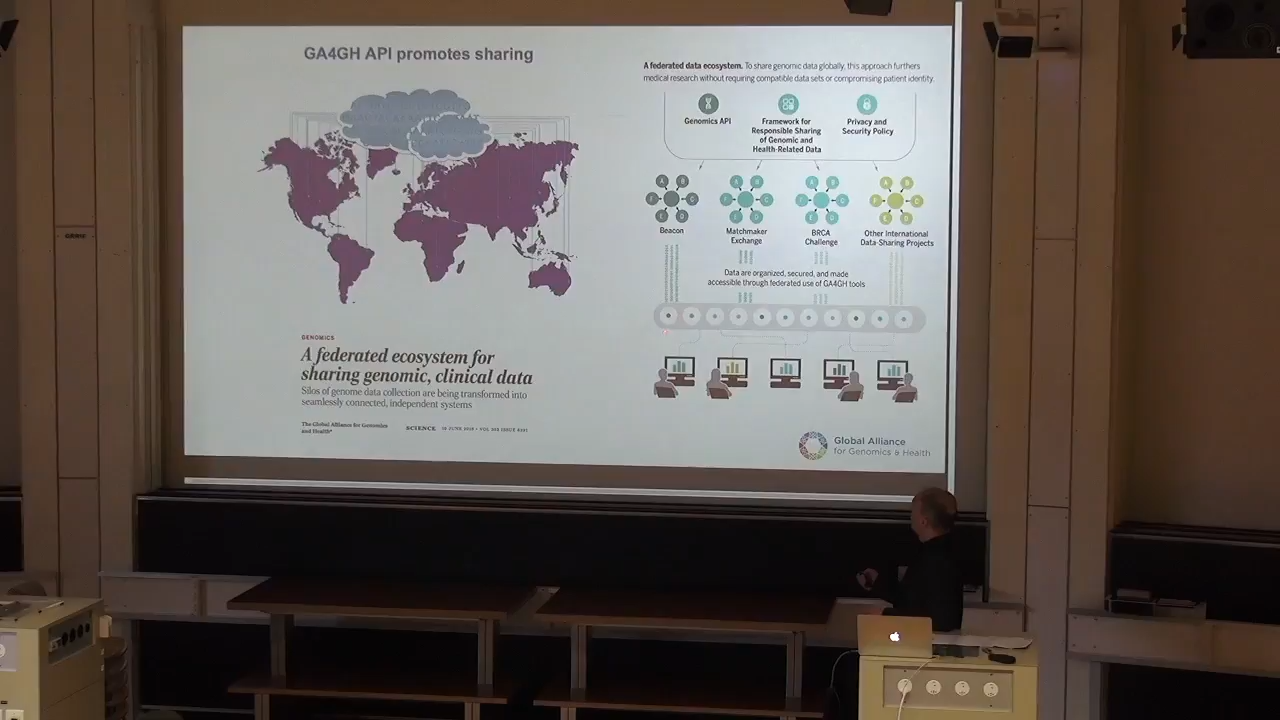 GA4GH API promotes sharing
GENOMICS
A federated ecosystem for
sharing genomic, clinical data
Silos of genome data collection are being transformed into
seamlessly connected, independent systems
The Global Alliance for Genomics
and Health*
SCIENCE
A federated data ecosystem. To share genomic data globally, this approach furthers
medical research without requiring compatible data sets or compromising patient identity.
Genomics API
Framework for
Responsible Sharing
of Genomic and
Health-Related Data
Privacy and
Security Policy
A B
F C
E D
Beacon
A B
F C
E D
Matchmaker
Exchange
A B
F C
E D
BRCA
Challenge
A B
F C
E D
Other International
Data-Sharing Projects
Data are organized, secured, and made
accessible through federated use of GA4GH tools
Global Alliance
for Genomics & Health